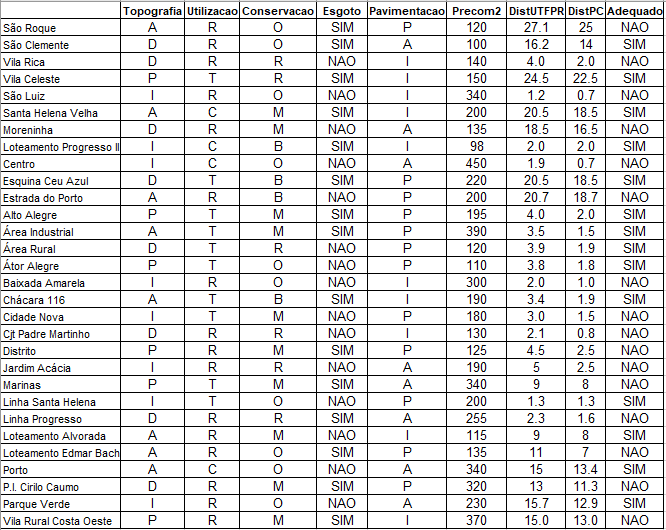 Topografia Utilizacao Conservacao Esgoto Pavimentacao Precom2 DistUTFPR DistPC Adequado
São Roque A R O SIM P 120 27.1 25 NAO
São Clemente D R O SIM A 100 16.2 14 SIM
Vila Rica D R R NAO I 140 4.0 2.0 NAO
Vila Celeste P T R SIM I 150 24.5 22.5 SIM
São Luiz I R O NAO I 340 1.2 0.7 NAO
Santa Helena Velha A C M SIM I 200 20.5 18.5 SIM
Moreninha D R M NAO A 135 18.5 16.5 NAO
Loteamento Progresso II I C B SIM I 98 2.0 2.0 SIM
Centro I C O NAO A 450 1.9 0.7 NAO
Esquina Ceu Azul D T B SIM P 220 20.5 18.5 SIM
Estrada do Porto A R B NAO P 200 20.7 18.7 NAO
Alto Alegre P T M SIM P 195 4.0 2.0 SIM
Área Industrial A T M SIM P 390 3.5 1.5 SIM
Área Rural D T R NAO P 120 3.9 1.9 SIM
Átor Alegre P T O NAO P 110 3.8 1.8 SIM
Baixada Amarela I R O NAO I 300 2.0 1.0 NAO
Chácara 116 A T B SIM I 190 3.4 1.9 SIM
Cidade Nova I T M NAO P 180 3.0 1.5 NAO
Cjt Padre Martinho D R R NAO I 130 2.1 0.8 NAO
Distrito P R M SIM P 125 4.5 2.5 NAO
Jardim Acácia I R R NAO A 190 5 2.5 NAO
Marinas P T M SIM A 340 9 8 NAO
Linha Santa Helena I T O NAO P 200 1.3 1.3 SIM
Linha Progresso D R R SIM A 255 2.3 1.6 NAO
Loteamento Alvorada A R M NAO I 115 9 8 SIM
Loteamento Edmar Bach A R O SIM P 135 11 7 NAO
Porto A C O NAO A 340 15 13.4 SIM
P.I. Cirilo Caumo D R M SIM P 320 13 11.3 NAO
Parque Verde I R O NAO A 230 15.7 12.9 SIM
Vila Rural Costa Oeste P R M SIM I 370 15.0 13.0 NAO